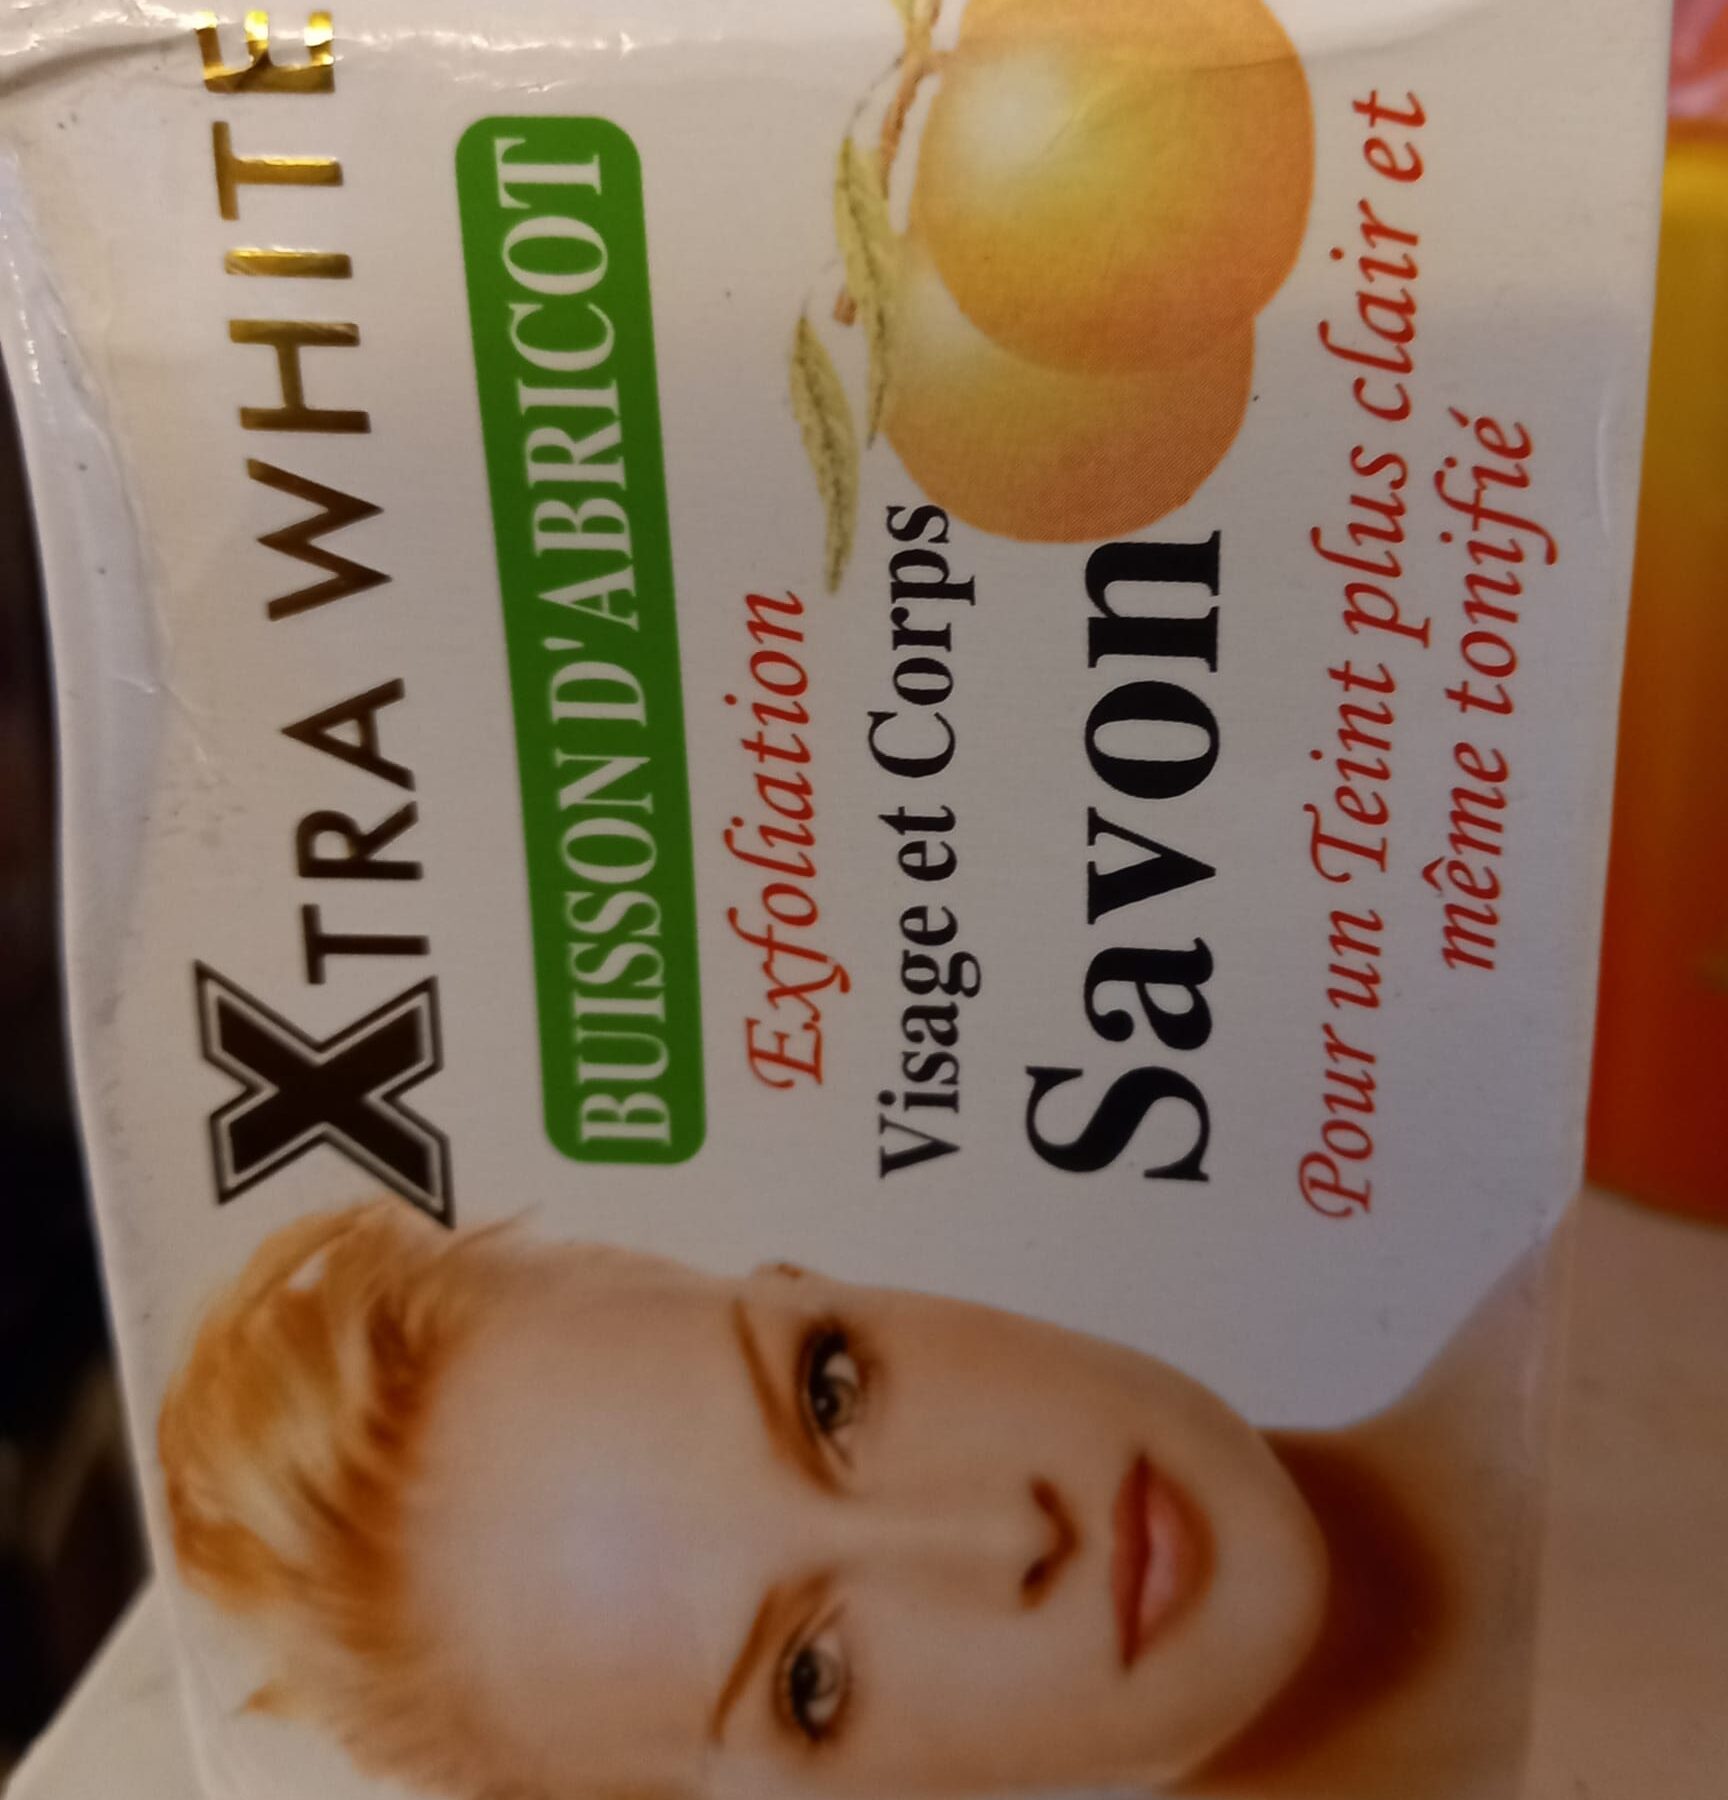 XTRA WHITE
BUISSON D'ABRICOT
Exfoliation
Visage et Corps
Savon
Pour un Teint plus clair et
même tonifié